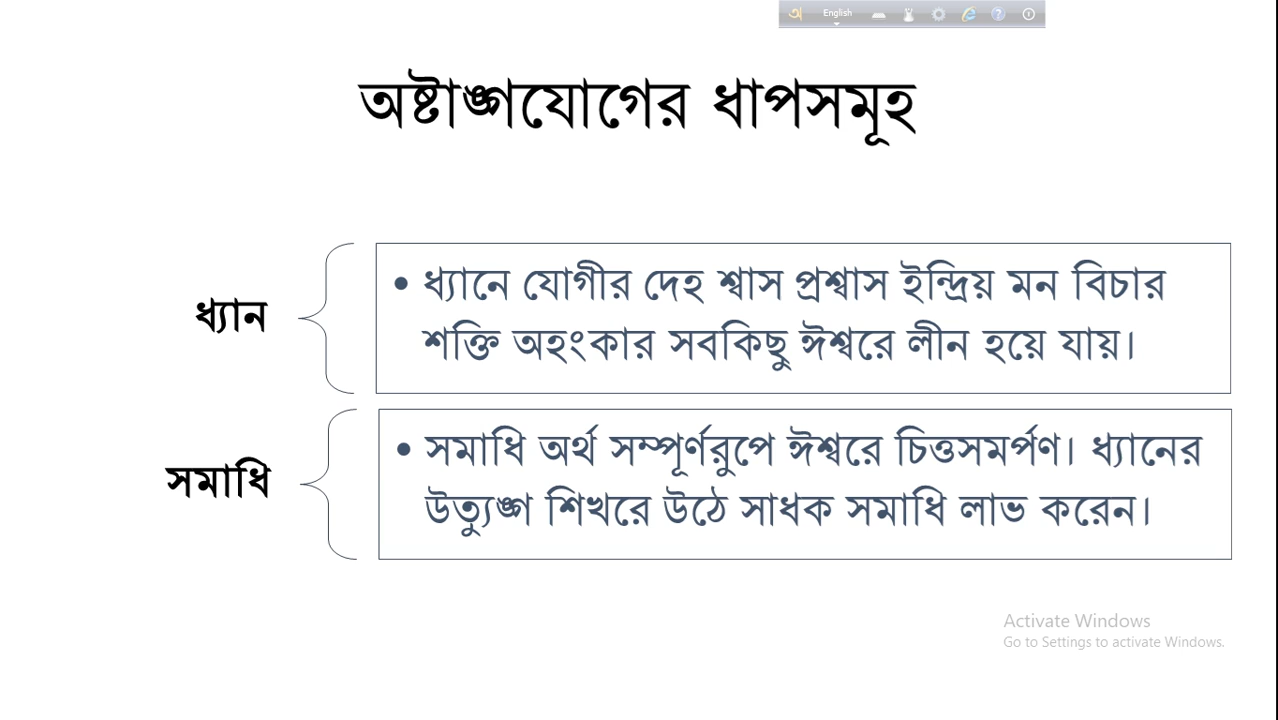 English
অষ্টাঙ্গযোগের ধাপসমূহ
ধ্যান
• ধ্যানে যোগীর দেহ শ্বাস প্রশ্বাস ইন্দ্রিয় মন বিচার
শক্তি অহংকার সবকিছু ঈশ্বরে লীন হয়ে যায়।
সমাধি
• সমাধি অর্থ সম্পূর্ণরুপে ঈশ্বরে চিত্তসমর্পণ। ধ্যানের
উত্যুঙ্গ শিখরে উঠে সাধক সমাধি লাভ করেন।
Activate Windows
Go to Settings to activate Windows.